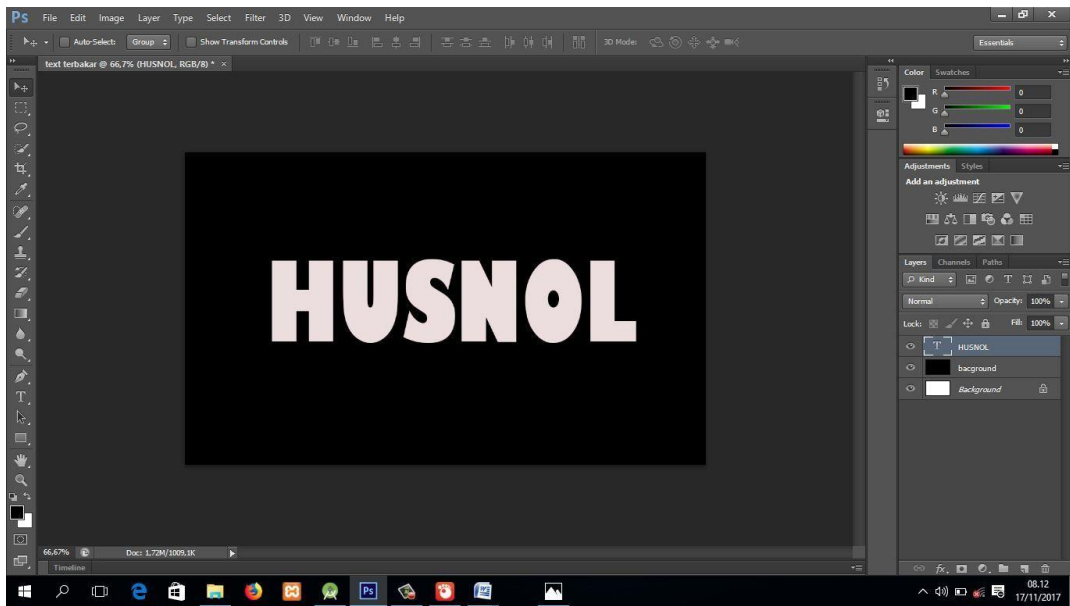 Ps File Edit Image Layer Type Select Filter 3D View Window Help
Auto-Select: Group Show Transform Controls 3D Mode: Essentials
text terbakar @ 66,7% (HUSNOL, RGB/8) * ×
Color Swatches
R 0
G 0
B 0
Adjustments Styles
Add an adjustment
HUSNOL
Layers Channels Paths
Kind
Normal Opacity: 100%
Lock: Fill: 100%
T HUSNOL
bacground
Background
66,67% Doc: 1,72M/1009,1K
Timeline
fx.
Ps
08.12
17/11/2017